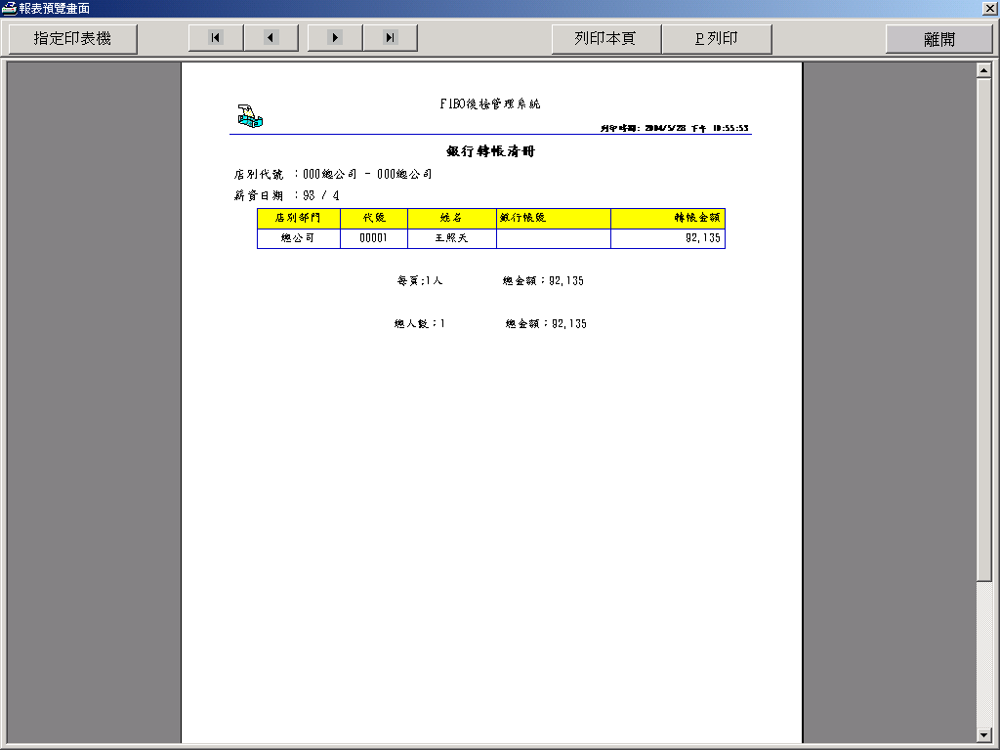 報表預覽畫面
指定印表機
列印本頁
P.列印
離開
FIBO後檯管理系統
列印時間: 2004/5/28 下午 10:55:53
銀行轉帳清冊
店別代號 :000總公司 - 000總公司
薪資日期 :93 / 4
店別部門 代號 姓名 銀行帳號 轉帳金額
總公司 00001 王照天 92,135
每頁:1人 總金額:92,135
總人數:1 總金額:92,135